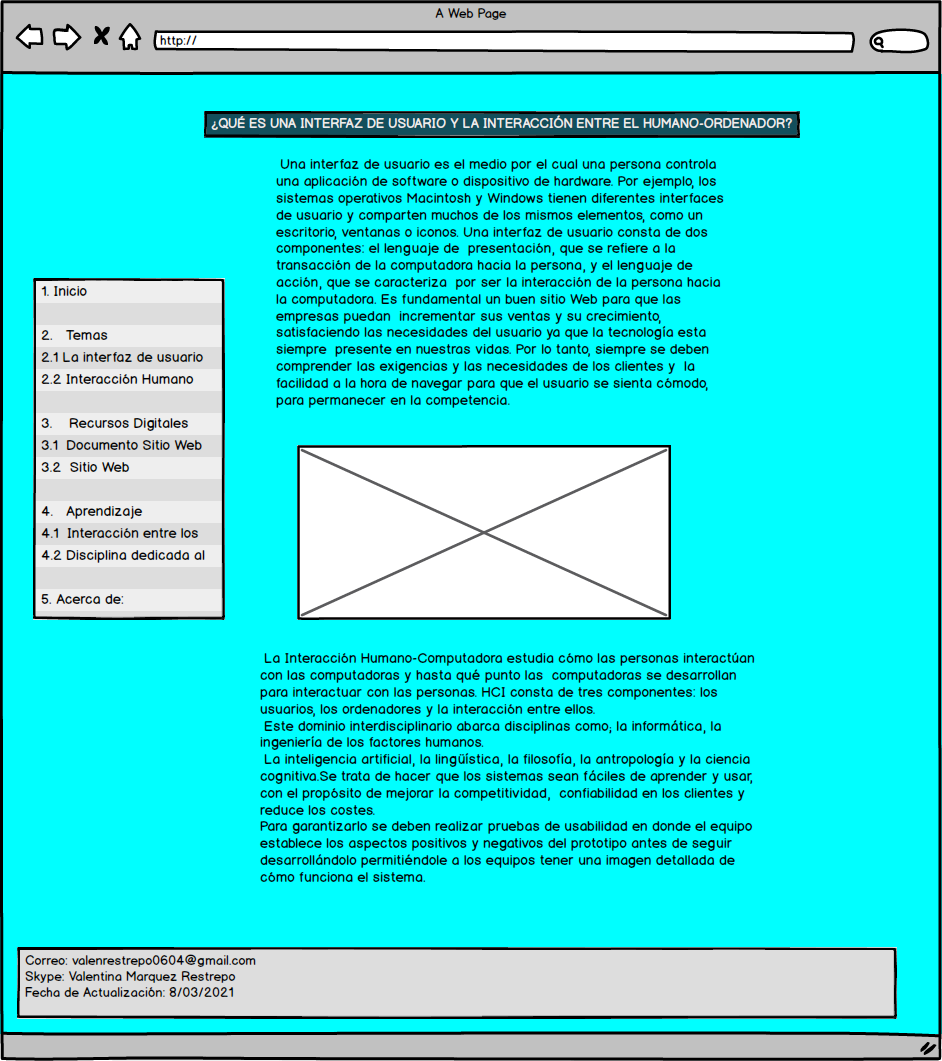 A Web Page
http://
¿QUÉ ES UNA INTERFAZ DE USUARIO Y LA INTERACCIÓN ENTRE EL HUMANO-ORDENADOR?
Una interfaz de usuario es el medio por el cual una persona controla
una aplicación de software o dispositivo de hardware. Por ejemplo, los
sistemas operativos Macintosh y Windows tienen diferentes interfaces
de usuario y comparten muchos de los mismos elementos, como un
escritorio, ventanas o iconos. Una interfaz de usuario consta de dos
componentes: el lenguaje de  presentación, que se refiere a la
transacción de la computadora hacia la persona, y el lenguaje de
acción, que se caracteriza  por ser la interacción de la persona hacia
la computadora. Es fundamental un buen sitio Web para que las
empresas puedan  incrementar sus ventas y su crecimiento,
satisfaciendo las necesidades del usuario ya que la tecnología esta
siempre  presente en nuestras vidas. Por lo tanto, siempre se deben
comprender las exigencias y las necesidades de los clientes y  la
facilidad a la hora de navegar para que el usuario se sienta cómodo,
para permanecer en la competencia.
1. Inicio
2.   Temas
2.1 La interfaz de usuario
2.2 Interacción Humano
3.   Recursos Digitales
3.1  Documento Sitio Web
3.2  Sitio Web
4.   Aprendizaje
4.1  Interacción entre los
4.2 Disciplina dedicada al
5. Acerca de:
La Interacción Humano-Computadora estudia cómo las personas interactúan
con las computadoras y hasta qué punto las  computadoras se desarrollan
para interactuar con las personas. HCI consta de tres componentes: los
usuarios, los ordenadores y la interacción entre ellos.
Este dominio interdisciplinario abarca disciplinas como; la informática, la
ingeniería de los factores humanos.
La inteligencia artificial, la lingüística, la filosofía, la antropología y la ciencia
cognitiva.Se trata de hacer que los sistemas sean fáciles de aprender y usar,
con el propósito de mejorar la competitividad,  confiabilidad en los clientes y
reduce los costes.
Para garantizarlo se deben realizar pruebas de usabilidad en donde el equipo
establece los aspectos positivos y negativos del prototipo antes de seguir
desarrollándolo permitiéndole a los equipos tener una imagen detallada de
cómo funciona el sistema.
Correo: valenrestrepo0604@gmail.com
Skype: Valentina Marquez Restrepo
Fecha de Actualización: 8/03/2021